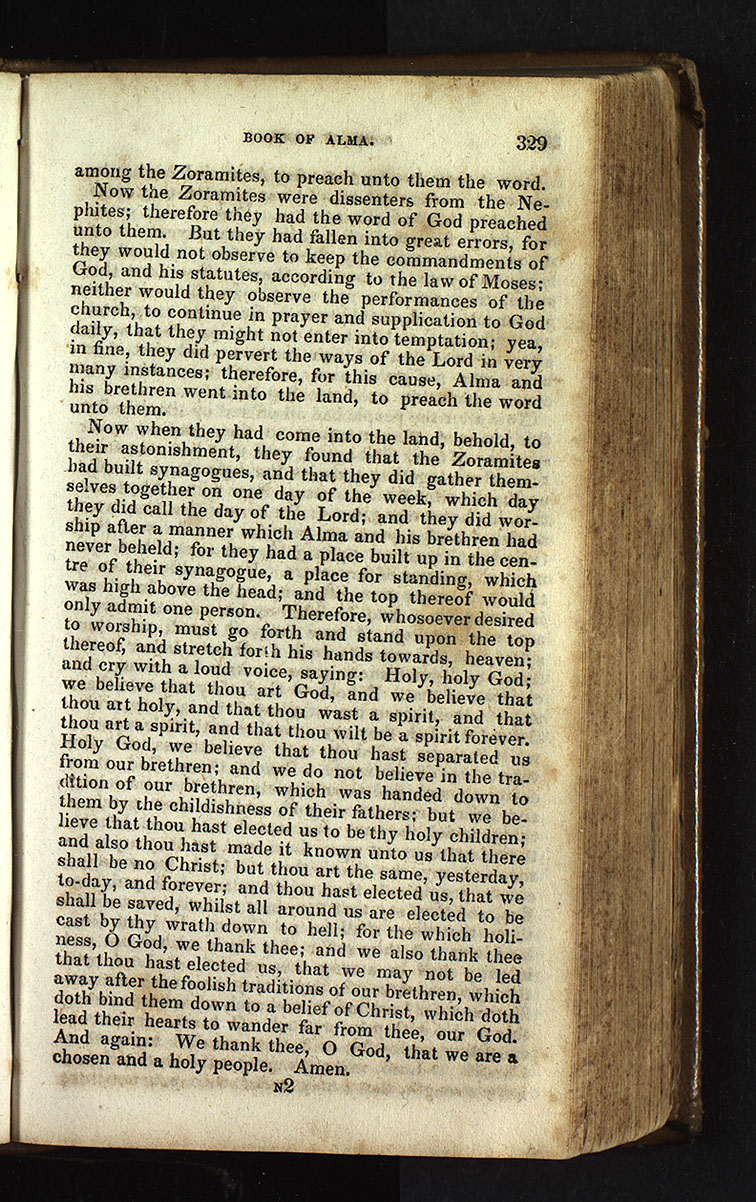 BOOK OF ALMA. 329
among the Zoramites, to preach unto them the word.
Now the Zoramites were dissenters from the Ne-
phites; therefore they had the word of God preached
unto them. But they had fallen into great errors, for
they would not observe to keep the commandments of
God, and his statutes, according to the law of Moses;
neither would they observe the performances of the
church, to continue in prayer and supplication to God
daily, that they might not enter into temptation; yea,
in fine, they did pervert the ways of the Lord in very
many instances; therefore, for this cause, Alma and
his brethren went into the land, to preach the word
unto them.
Now when they had come into the land, behold, to
their astonishment, they found that the Zoramites
had built synagogues, and that they did gather them-
selves together on one day of the week, which day
they did call the day of the Lord; and they did wor-
ship after a manner which Alma and his brethren had
never beheld; for they had a place built up in the cen-
tre of their synagogue, a place for standing, which
was high above the head; and the top thereof would
only admit one person. Therefore, whosoever desired
to worship, must go forth and stand upon the top
thereof, and stretch forth his hands towards, heaven;
and cry with a loud voice, saying: Holy, holy God;
we believe that thou art God, and we believe that
thou art holy, and that thou wast a spirit, and that
thou art a spirit, and that thou wilt be a spirit forever.
Holy God, we believe that thou hast separated us
from our brethren; and we do not believe in the tra-
dition of our brethren, which was handed down to
them by the childishness of their fathers; but we be-
lieve that thou hast elected us to be thy holy children;
and also thou hast made it known unto us that there
shall be no Christ; but thou art the same, yesterday,
to-day, and forever; and thou hast elected us, that we
shall be saved, whilst all around us are elected to be
cast by thy wrath down to hell; for the which holi-
ness, O God, we thank thee; and we also thank thee
that thou hast elected us, that we may not be led
away after the foolish traditions of our brethren, which
doth bind them down to a belief of Christ, which doth
lead their hearts to wander far from thee, our God.
And again: We thank thee, O God, that we are a
chosen and a holy people. Amen.
N2